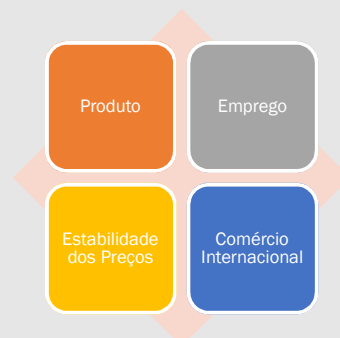 Produto
Emprego
Estabilidade
dos Preços
Comércio
Internacional